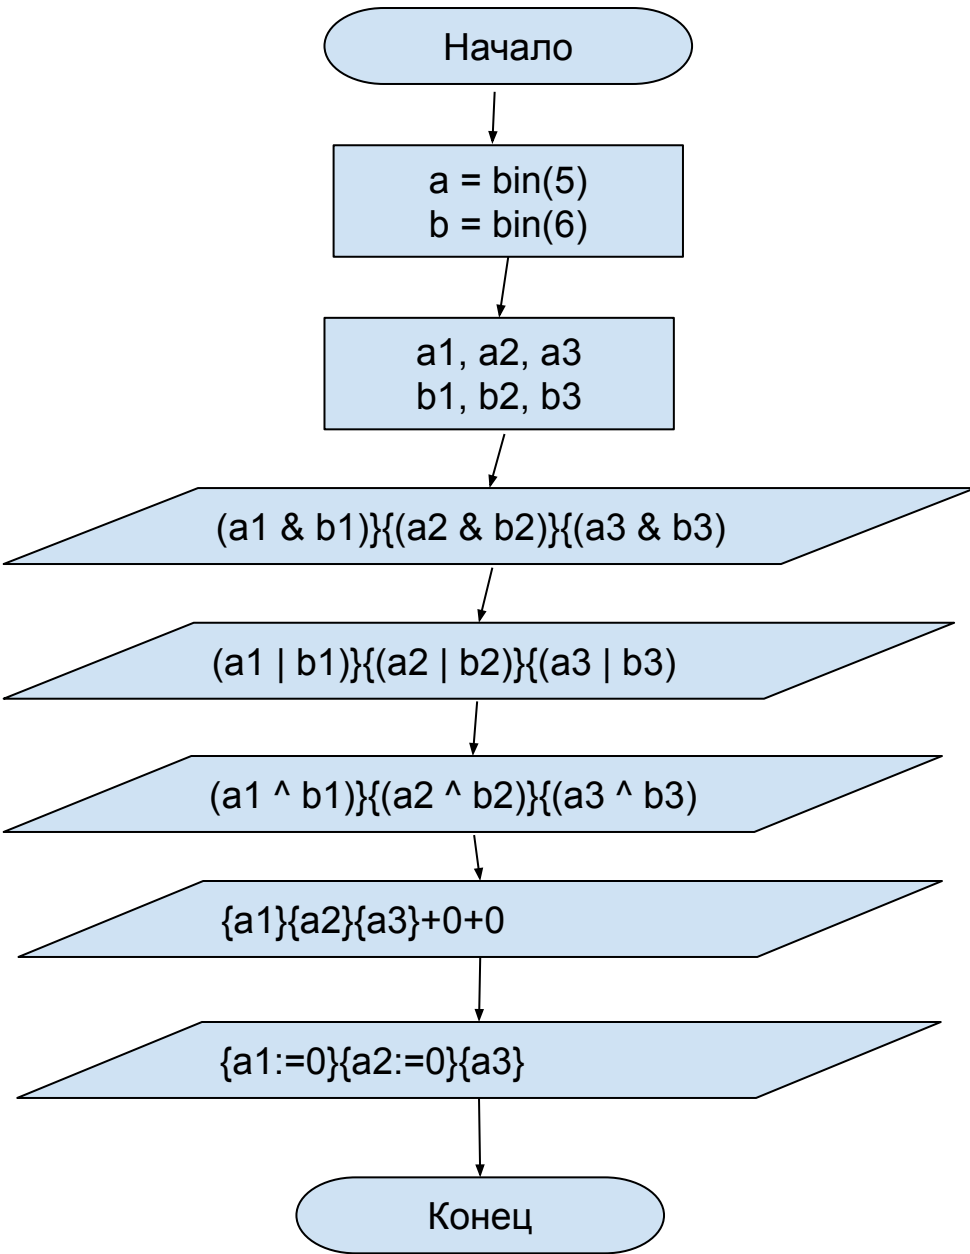 Начало
a = bin(5)
b = bin(6)
a1, a2, a3
b1, b2, b3
(a1 & b1)}{(a2 & b2)}{(a3 & b3)
(a1 | b1)}{(a2 | b2)}{(a3 | b3)
(a1 ^ b1)}{(a2 ^ b2)}{(a3 ^ b3)
{a1}{a2}{a3}+0+0
{a1:=0}{a2:=0}{a3}
Конец